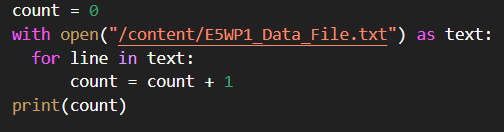 count = 0
with open("/content/E5WP1_Data_File.txt") as text:
  for line in text:
      count = count + 1
print(count)